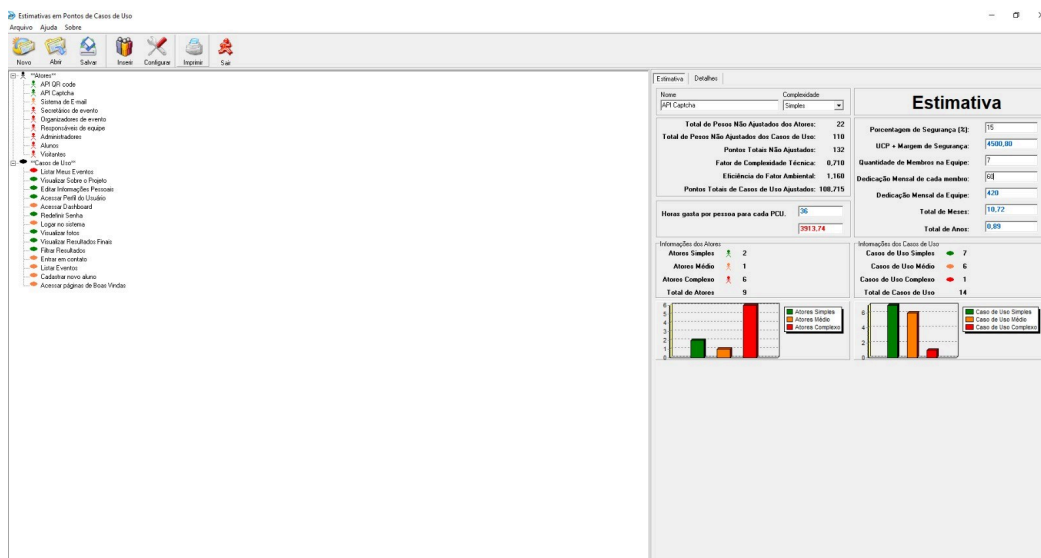 Estimativas em Pontos de Casos de Uso
Arquivo Ajuda Sobre
Novo Abrir Salvar Inserir Configurar Imprimir Sair
"Atores"
API QR code
API Captcha
Sistema de E-mail
Secretários de evento
Organizadores de evento
Responsáveis de equipe
Administradores
Alunos
Visitantes
"Casos de Uso"
Listar Meus Eventos
Visualizar Sobre o Projeto
Editar Informações Pessoais
Acessar Perfil do Usuário
Acessar Dashboard
Redefinir Senha
Logar no sistema
Visualizar fotos
Visualizar Resultados Finais
Filtrar Resultados
Entrar em contato
Listar Eventos
Cadastrar novo aluno
Acessar páginas de Boas Vindas
Estimativa Detalhes
Nome Complexidade
API Captcha Simples
Total de Pesos Não Ajustados dos Atores: 22
Total de Pesos Não Ajustados dos Casos de Uso: 110
Pontos Totais Não Ajustados: 132
Fator de Complexidade Técnica: 0,710
Eficiência do Fator Ambiental: 1,160
Pontos Totais de Casos de Uso Ajustados: 108,715
Horas gasta por pessoa para cada PCU. 36
3913,74
Estimativa
Porcentagem de Segurança [%]: 15
UCP + Margem de Segurança: 4500,80
Quantidade de Membros na Equipe: 7
Dedicação Mensal de cada membro: 60
Dedicação Mensal da Equipe: 420
Total de Meses: 10,72
Total de Anos: 0,89
Informações dos Atores
Atores Simples 2
Atores Médio 1
Atores Complexo 6
Total de Atores 9
Informações dos Casos de Uso
Casos de Uso Simples 7
Casos de Uso Médio 6
Casos de Uso Complexo 1
Total de Casos de Uso 14
6
5
4
3
2
1
0
Atores Simples
Atores Médio
Atores Complexo
6
4
2
0
Caso de Uso Simples
Caso de Uso Médio
Caso de Uso Complexo